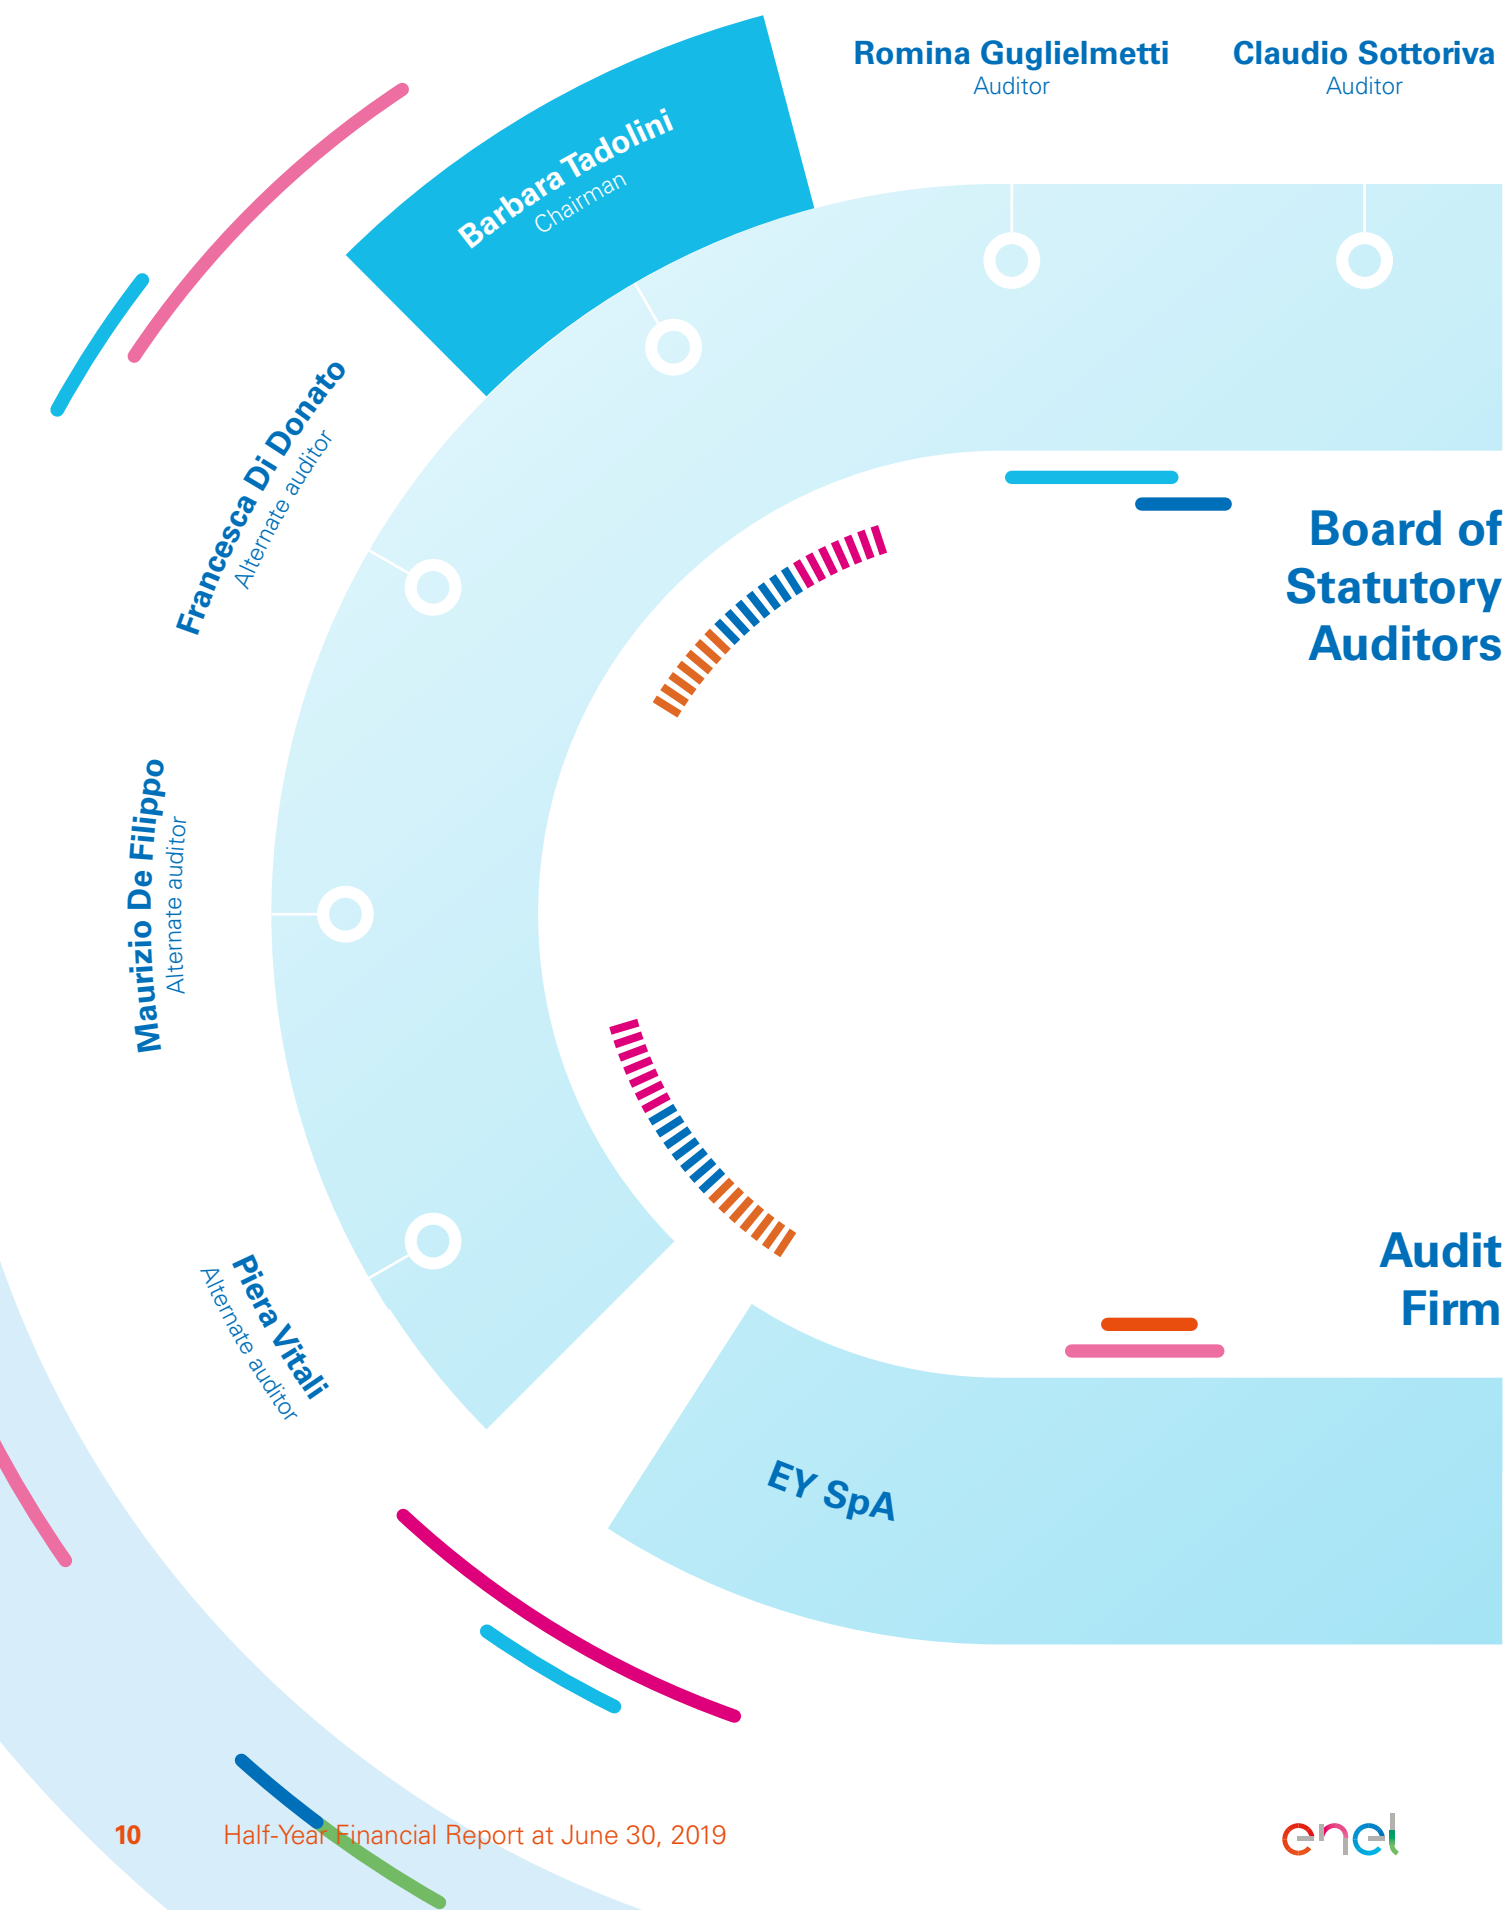 Romina Guglielmetti
Auditor
Claudio Sottoriva
Auditor
Barbara Tadolini
Chairman
Francesca Di Donato
Alternate auditor
Maurizio De Filippo
Alternate auditor
Piera Vitali
Alternate auditor
Board of
Statutory
Auditors
Audit
Firm
EY SpA
10
Half-Year Financial Report at June 30, 2019
enel